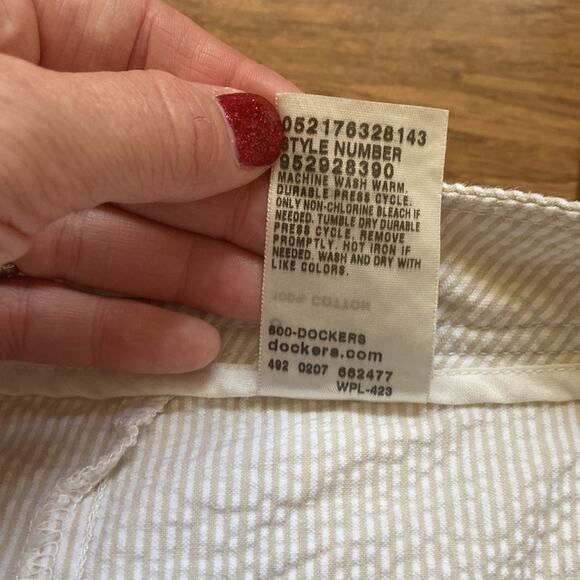 052176328143
STYLE NUMBER
952928390
MACHINE WASH WARM.
DURABLE PRESS CYCLE.
ONLY NON-CHLORINE BLEACH IF
NEEDED. TUMBLE DRY DURABLE
PRESS CYCLE. REMOVE
PROMPTLY. HOT IRON IF
NEEDED. WASH AND DRY WITH
LIKE COLORS.
100% COTTON
800-DOCKERS
dockers.com
492 0207 662477
WPL-423